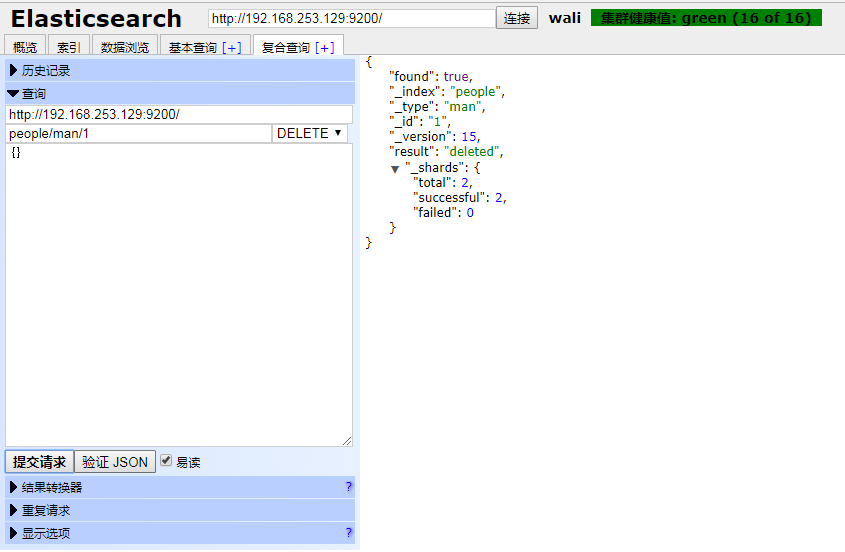 Elasticsearch http://192.168.253.129:9200/ 连接 wali 集群健康值: green (16 of 16)
概览 索引 数据浏览 基本查询 [+] 复合查询 [+]
历史记录
查询
http://192.168.253.129:9200/
people/man/1 DELETE
{}
提交请求 验证 JSON 易读
结果转换器 ?
重复请求
显示选项 ?
{
"found": true,
"_index": "people",
"_type": "man",
"_id": "1",
"_version": 15,
"result": "deleted",
"_shards": {
"total": 2,
"successful": 2,
"failed": 0
}
}